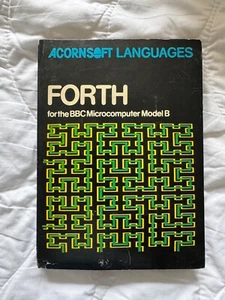 ACORNSOFT LANGUAGES
FORTH
for the BBC Microcomputer Model B